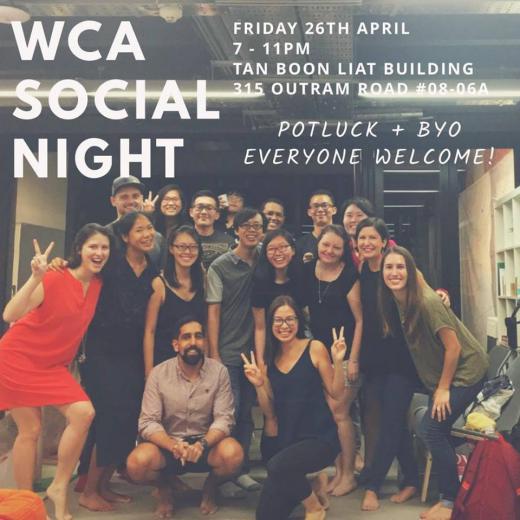 WCA
SOCIAL
NIGHT
FRIDAY 26TH APRIL
7 - 11PM
TAN BOON LIAT BUILDING
315 OUTRAM ROAD #08-06A
POTLUCK + BYO
EVERYONE WELCOME!